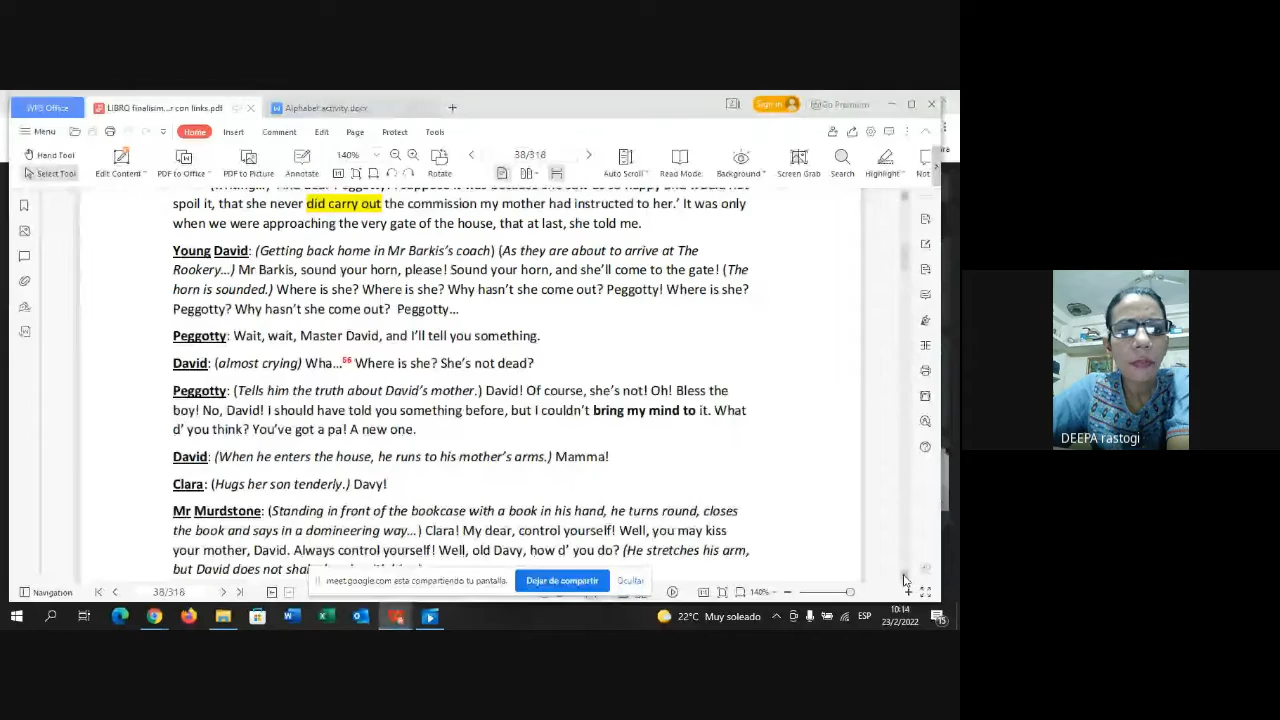 WPS Office LIBRO finalisim...r con links.pdf Alphabet activity.docx + Sign in Go Premium
Menu Home Insert Comment Edit Page Protect Tools
Hand Tool 140% 38/318
Select Tool Edit Content PDF to Office PDF to Picture Annotate Rotate Auto Scroll Read Mode Background Screen Grab Search Highlight Not
spoil it, that she never did carry out the commission my mother had instructed to her.’ It was only
when we were approaching the very gate of the house, that at last, she told me.
Young David: (Getting back home in Mr Barkis’s coach) (As they are about to arrive at The
Rookery…) Mr Barkis, sound your horn, please! Sound your horn, and she’ll come to the gate! (The
horn is sounded.) Where is she? Where is she? Why hasn’t she come out? Peggotty! Where is she?
Peggotty? Why hasn’t she come out? Peggotty…
Peggotty: Wait, wait, Master David, and I’ll tell you something.
David: (almost crying) Wha…56 Where is she? She’s not dead?
Peggotty: (Tells him the truth about David’s mother.) David! Of course, she’s not! Oh! Bless the
boy! No, David! I should have told you something before, but I couldn’t bring my mind to it. What
d’ you think? You’ve got a pa! A new one.
David: (When he enters the house, he runs to his mother’s arms.) Mamma!
Clara: (Hugs her son tenderly.) Davy!
Mr Murdstone: (Standing in front of the bookcase with a book in his hand, he turns round, closes
the book and says in a domineering way…) Clara! My dear, control yourself! Well, you may kiss
your mother, David. Always control yourself! Well, old Davy, how d’ you do? (He stretches his arm,
but David does not
meet.google.com está compartiendo tu pantalla. Dejar de compartir Ocultar
Navigation 38/318 140%
22°C Muy soleado ESP 10:14
23/2/2022 15
DEEPA rastogi